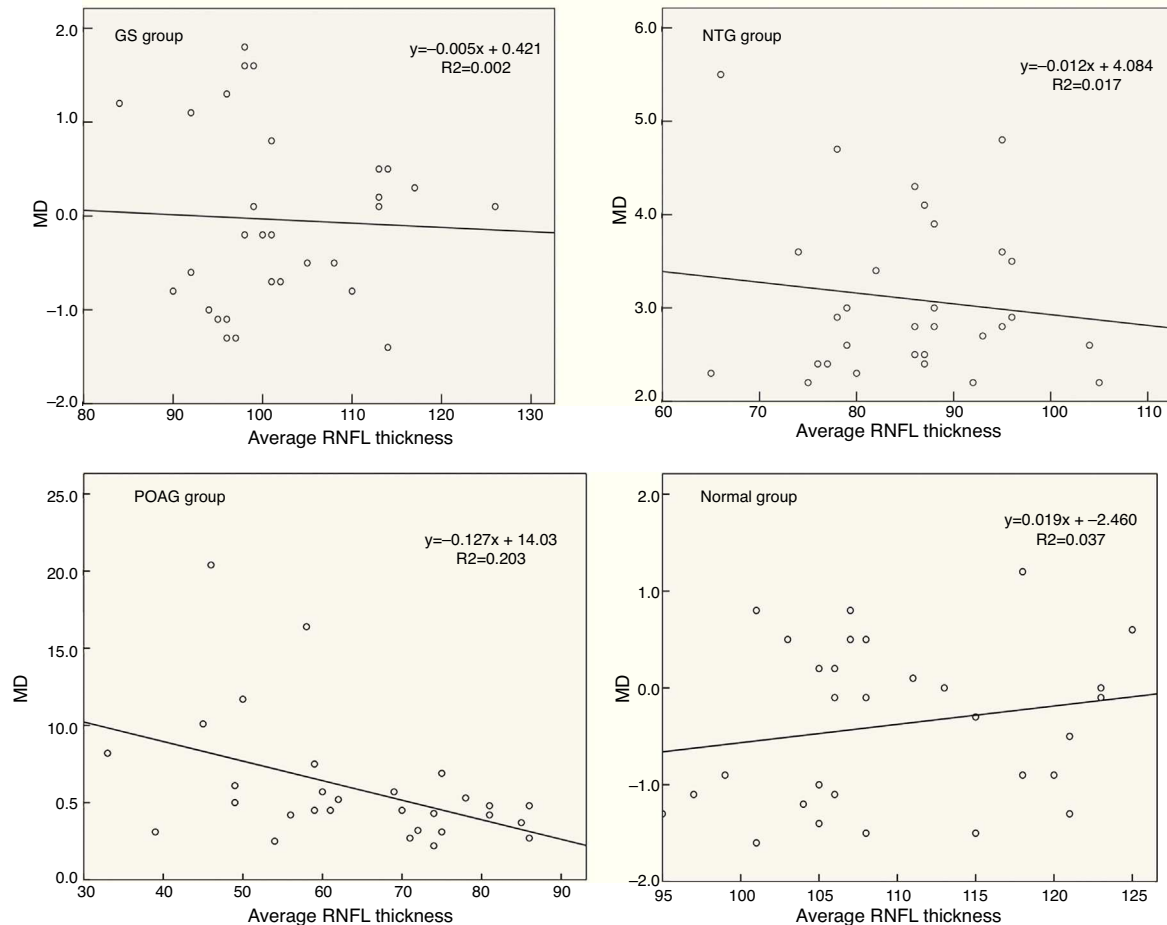 GS group
y=–0.005x + 0.421
R2=0.002
2.0
1.0
0.0
–1.0
–2.0
MD
80 90 100 110 120 130
Average RNFL thickness
NTG group
y=–0.012x + 4.084
R2=0.017
6.0
5.0
4.0
3.0
2.0
MD
60 70 80 90 100 110
Average RNFL thickness
POAG group
y=–0.127x + 14.03
R2=0.203
25.0
20.0
15.0
10.0
0.5
0.0
MD
30 40 50 60 70 80 90
Average RNFL thickness
Normal group
y=0.019x + –2.460
R2=0.037
2.0
1.0
0.0
–1.0
–2.0
MD
95 100 105 110 115 120 125
Average RNFL thickness